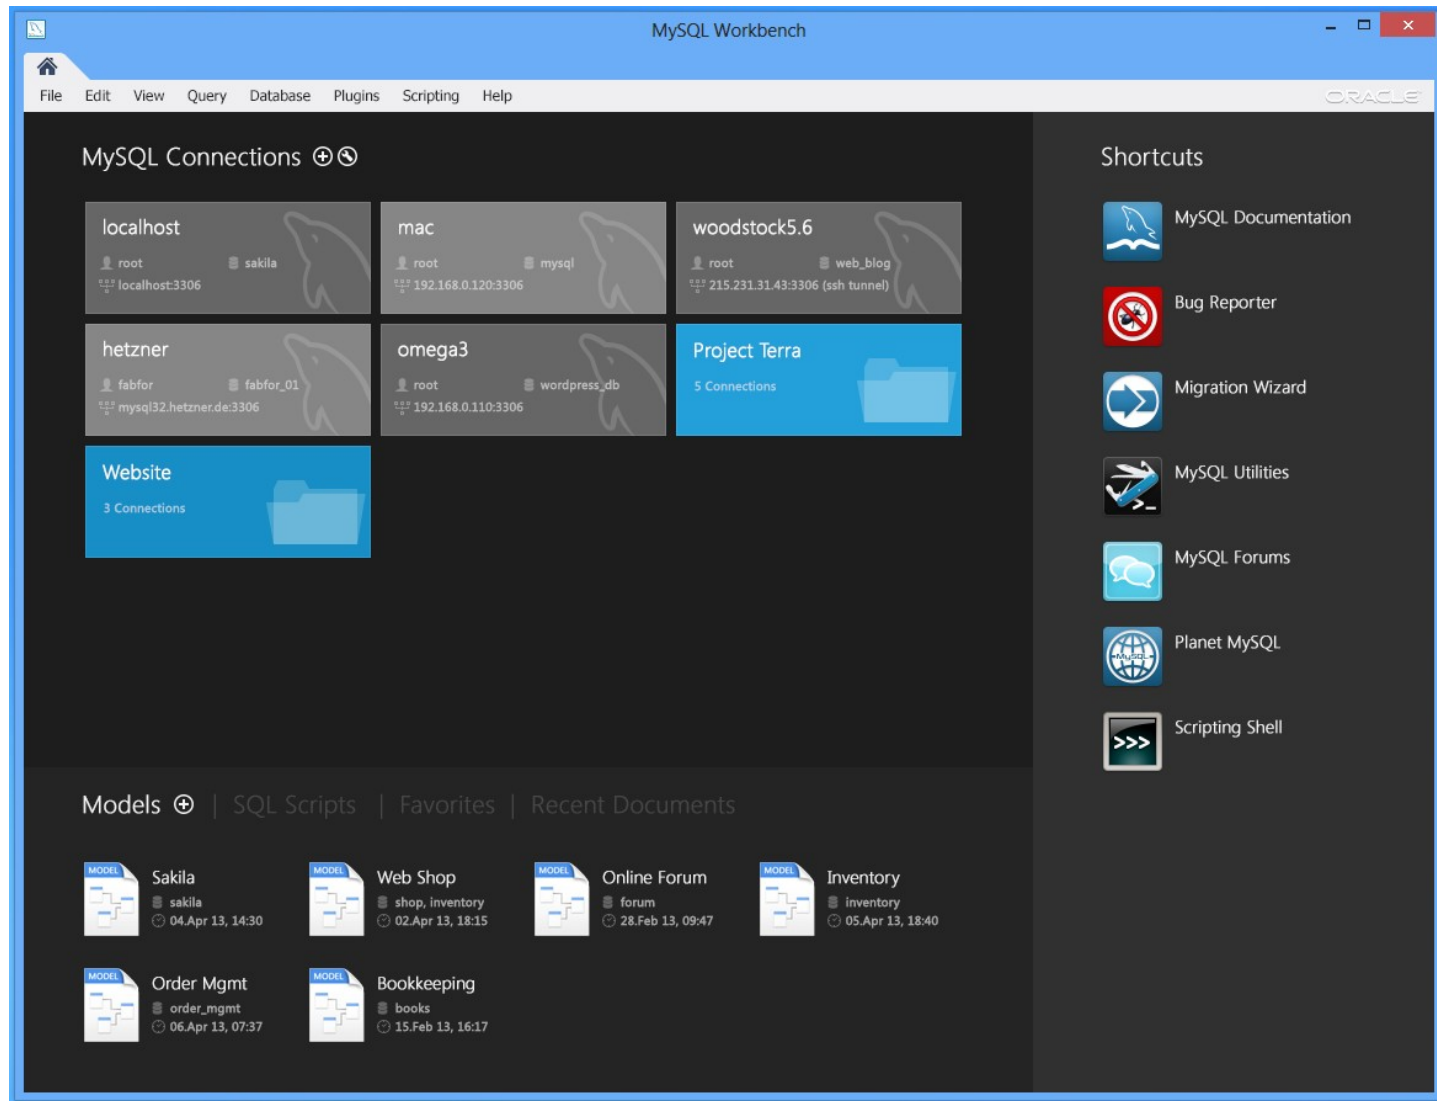 MySQL Workbench
File Edit View Query Database Plugins Scripting Help
ORACLE
MySQL Connections
localhost
root sakila
localhost:3306
mac
root mysql
192.168.0.120:3306
woodstock5.6
root web_blog
215.231.31.43:3306 (ssh tunnel)
hetzner
fabfor fabfor_01
mysql32.hetzner.de:3306
omega3
root wordpress_db
192.168.0.110:3306
Project Terra
5 Connections
Website
3 Connections
Shortcuts
MySQL Documentation
Bug Reporter
Migration Wizard
MySQL Utilities
>_
MySQL Forums
MySQL
Planet MySQL
>>>
Scripting Shell
Models | SQL Scripts | Favorites | Recent Documents
MODEL
Sakila
sakila
04.Apr 13, 14:30
MODEL
Web Shop
shop, inventory
02.Apr 13, 18:15
MODEL
Online Forum
forum
28.Feb 13, 09:47
MODEL
Inventory
inventory
05.Apr 13, 18:40
MODEL
Order Mgmt
order_mgmt
06.Apr 13, 07:37
MODEL
Bookkeeping
books
15.Feb 13, 16:17